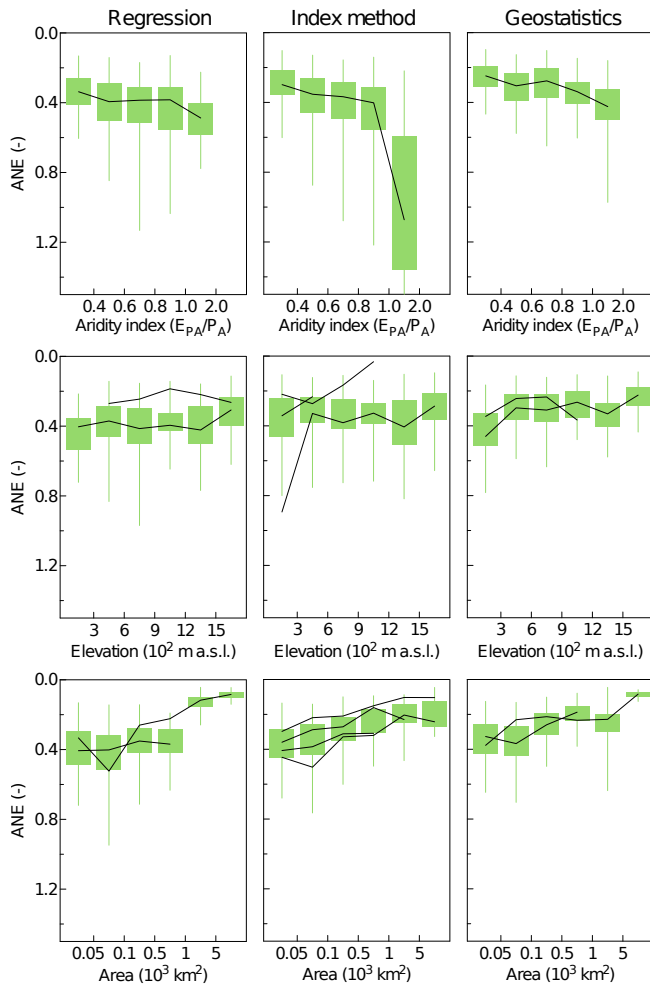 Regression Index method Geostatistics
0.0
0.4
0.8
1.2
ANE (-)
0.4 0.6 0.8 1.0 2.0 0.4 0.6 0.8 1.0 2.0 0.4 0.6 0.8 1.0 2.0
Aridity index (E_PA/P_A) Aridity index (E_PA/P_A) Aridity index (E_PA/P_A)
0.0
0.4
0.8
1.2
ANE (-)
3 6 9 12 15 3 6 9 12 15 3 6 9 12 15
Elevation (10² m a.s.l.) Elevation (10² m a.s.l.) Elevation (10² m a.s.l.)
0.0
0.4
0.8
1.2
ANE (-)
0.05 0.1 0.5 1 5 0.05 0.1 0.5 1 5 0.05 0.1 0.5 1 5
Area (10³ km²) Area (10³ km²) Area (10³ km²)